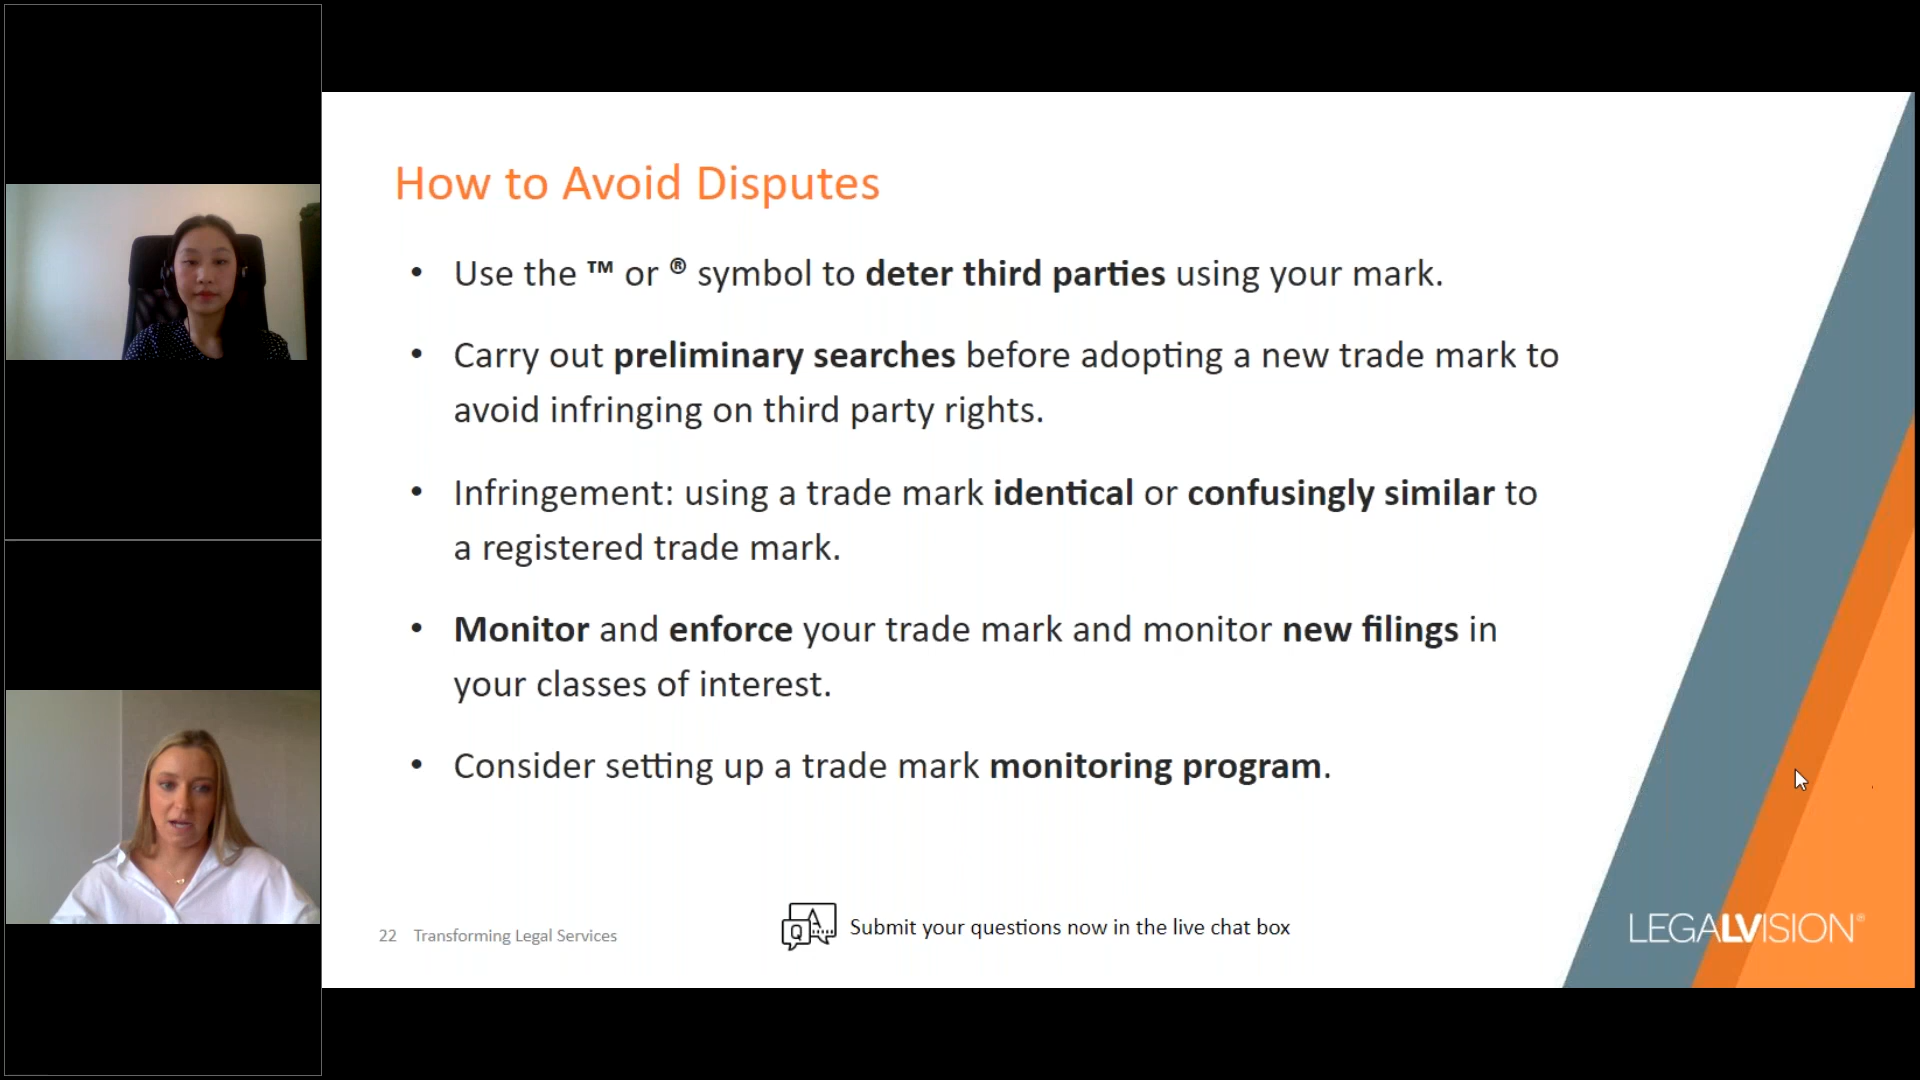 How to Avoid Disputes
• Use the ™ or ® symbol to deter third parties using your mark.
• Carry out preliminary searches before adopting a new trade mark to
avoid infringing on third party rights.
• Infringement: using a trade mark identical or confusingly similar to
a registered trade mark.
• Monitor and enforce your trade mark and monitor new filings in
your classes of interest.
• Consider setting up a trade mark monitoring program.
22 Transforming Legal Services
Q A Submit your questions now in the live chat box
LEGALVISION®